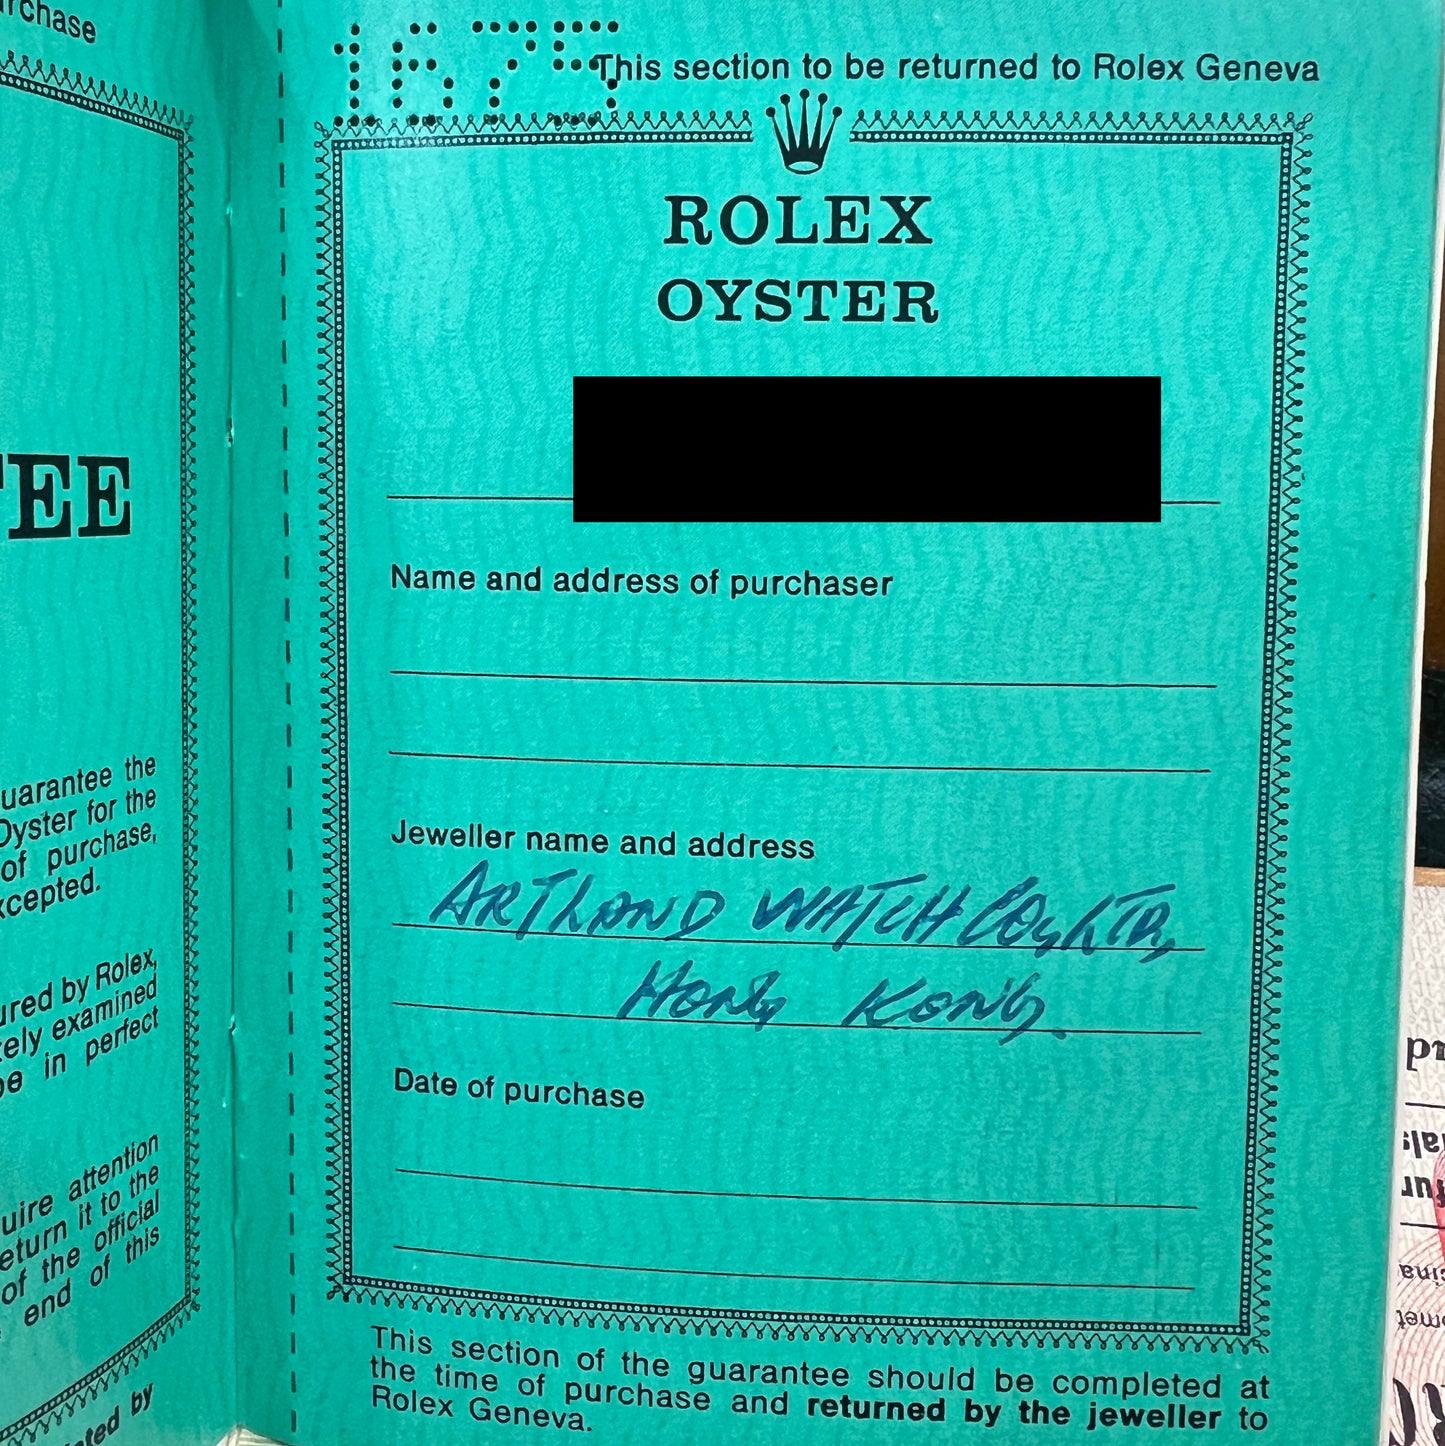 rchase
TEE
uarantee the
Oyster for the
of purchase,
xcepted.
ured by Rolex,
ely examined
be in perfect
uire attention
eturn it to the
of the official
end of this
ted by
1675
This section to be returned to Rolex Geneva
ROLEX
OYSTER
Name and address of purchaser
Jeweller name and address
ARTLAND WATCH CO., LTD,
HONG KONG.
Date of purchase
This section of the guarantee should be completed at
the time of purchase and returned by the jeweller to
Rolex Geneva.